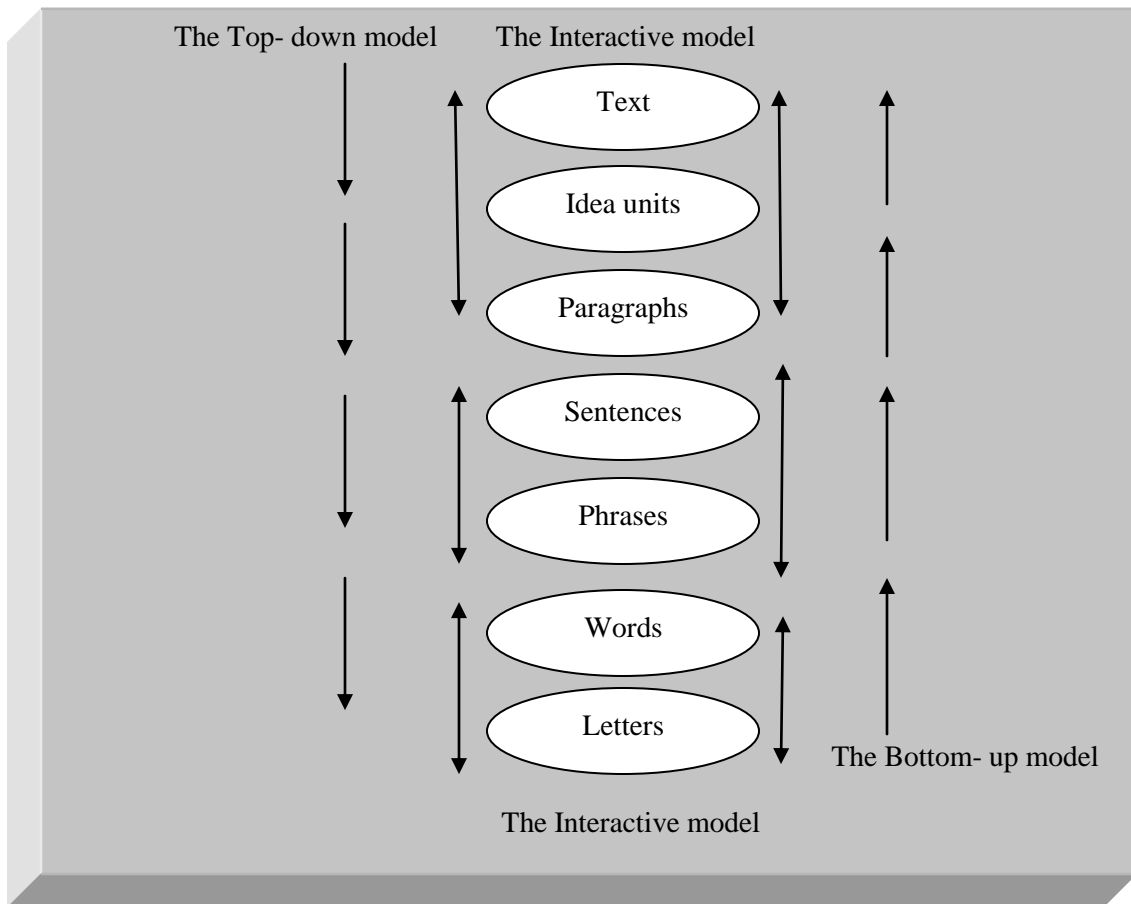 The Top- down model
The Interactive model
Text
Idea units
Paragraphs
Sentences
Phrases
Words
Letters
The Bottom- up model
The Interactive model